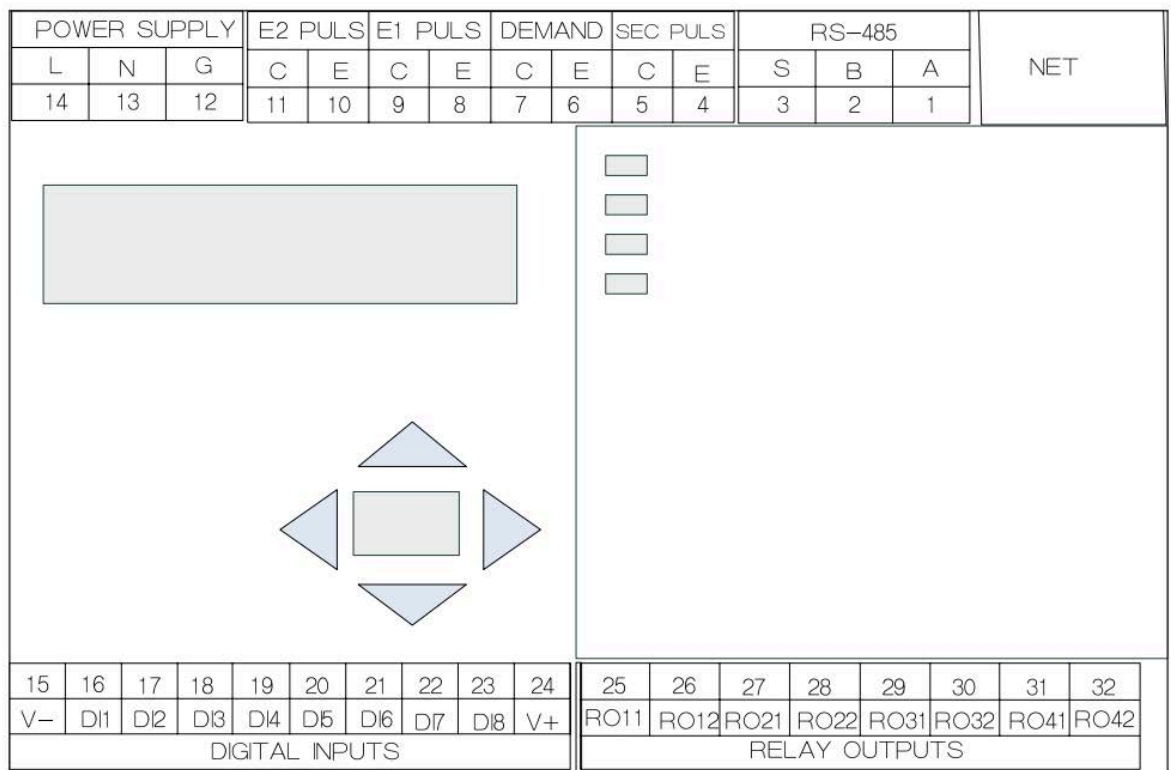 POWER SUPPLY E2 PULS E1 PULS DEMAND SEC PULS RS-485 NET
L N G C E C E C E C E S B A
14 13 12 11 10 9 8 7 6 5 4 3 2 1
15 16 17 18 19 20 21 22 23 24 25 26 27 28 29 30 31 32
V- DI1 DI2 DI3 DI4 DI5 DI6 DI7 DI8 V+ RO11 RO12 RO21 RO22 RO31 RO32 RO41 RO42
DIGITAL INPUTS RELAY OUTPUTS